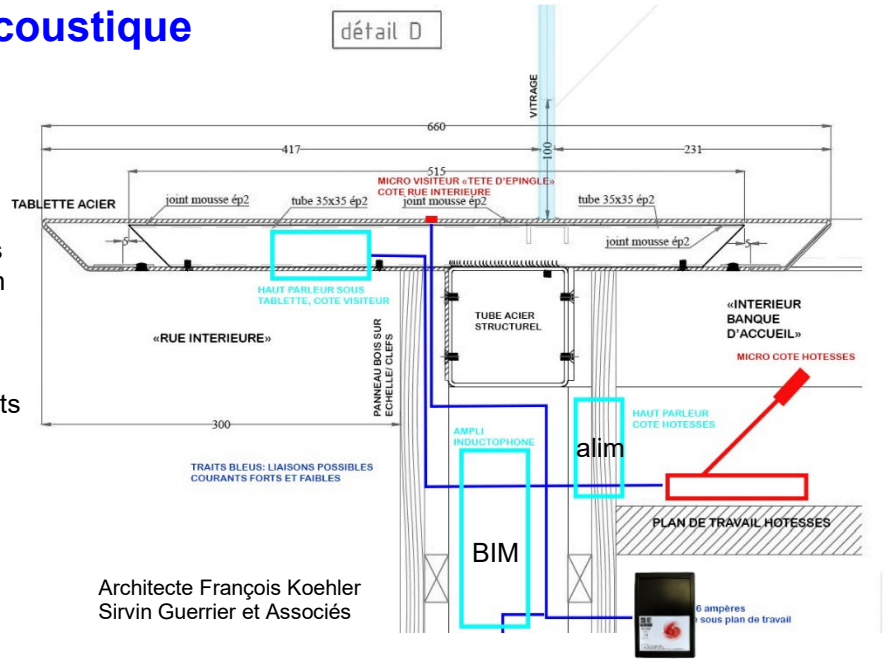 coustique
détail D
VITRAGE
660
417
231
100
515
MICRO VISITEUR «TETE D'EPINGLE»
COTE RUE INTERIEURE
TABLETTE ACIER
joint mousse ép2
tube 35x35 ép2
joint mousse ép2
tube 35x35 ép2
joint mousse ép2
5
5
s
n
HAUT PARLEUR SOUS
TABLETTE, COTE VISITEUR
«RUE INTERIEURE»
PANNEAU BOIS SUR
ECHELLE/ CLEFS
TUBE ACIER
STRUCTUREL
«INTERIEUR
BANQUE
D'ACCUEIL»
MICRO COTE HOTESSES
ts
300
AMPLI
INDUCTOPHONE
HAUT PARLEUR
COTE HOTESSES
alim
TRAITS BLEUS: LIAISONS POSSIBLES
COURANTS FORTS ET FAIBLES
PLAN DE TRAVAIL HOTESSES
BIM
Architecte François Koehler
Sirvin Guerrier et Associés
6 ampères
sous plan de travail